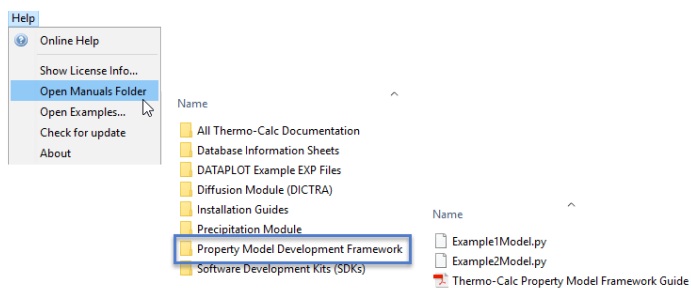 Help
Online Help
Show License Info...
Open Manuals Folder
Open Examples...
Check for update
About
Name
All Thermo-Calc Documentation
Database Information Sheets
DATAPLOT Example EXP Files
Diffusion Module (DICTRA)
Installation Guides
Precipitation Module
Property Model Development Framework
Software Development Kits (SDKs)
Name
Example1Model.py
Example2Model.py
Thermo-Calc Property Model Framework Guide